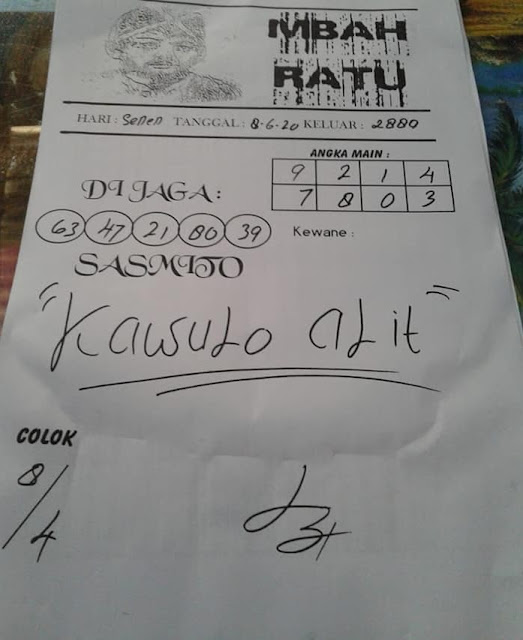 MBAH
RATU
HARI : Senen TANGGAL : 8-6-20 KELUAR : 2880
ANGKA MAIN :
9 2 1 4
7 8 0 3
DI JAGA :
63 47 21 80 39
Kewane :
SASMITO
"KAWULO ALIT"
COLOK
8/4